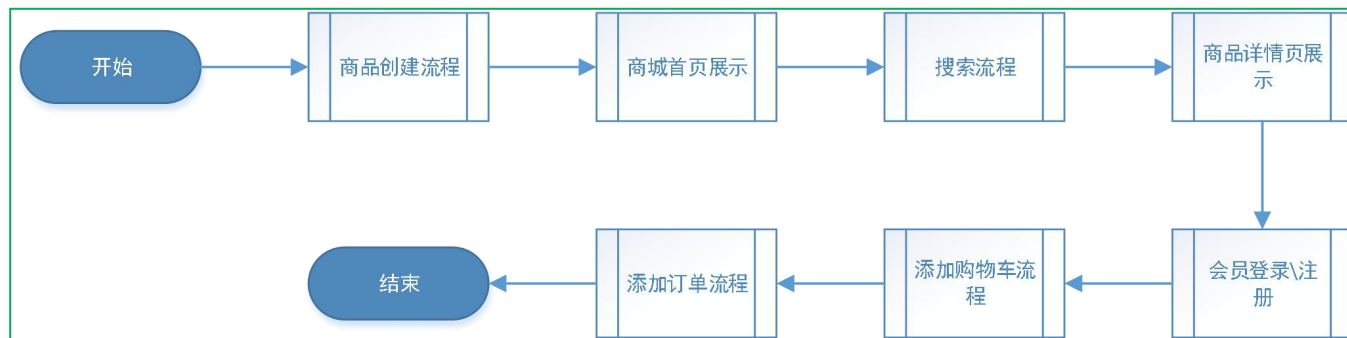 开始
商品创建流程
商城首页展示
搜索流程
商品详情页展
示
会员登录\注
册
添加购物车流
程
添加订单流程
结束